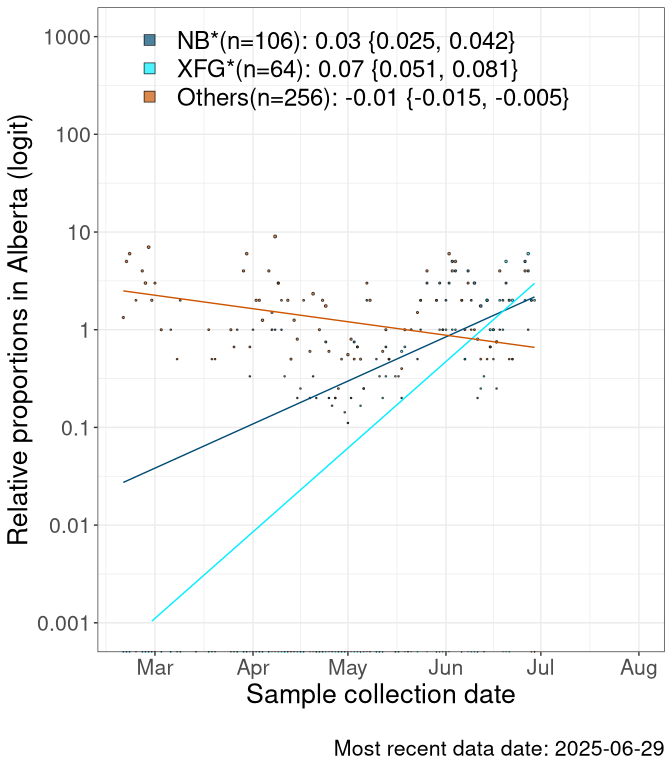 NB*(n=106): 0.03 {0.025, 0.042}
XFG*(n=64): 0.07 {0.051, 0.081}
Others(n=256): -0.01 {-0.015, -0.005}
Relative proportions in Alberta (logit)
1000
100
10
1
0.1
0.01
0.001
Mar Apr May Jun Jul Aug
Sample collection date
Most recent data date: 2025-06-29